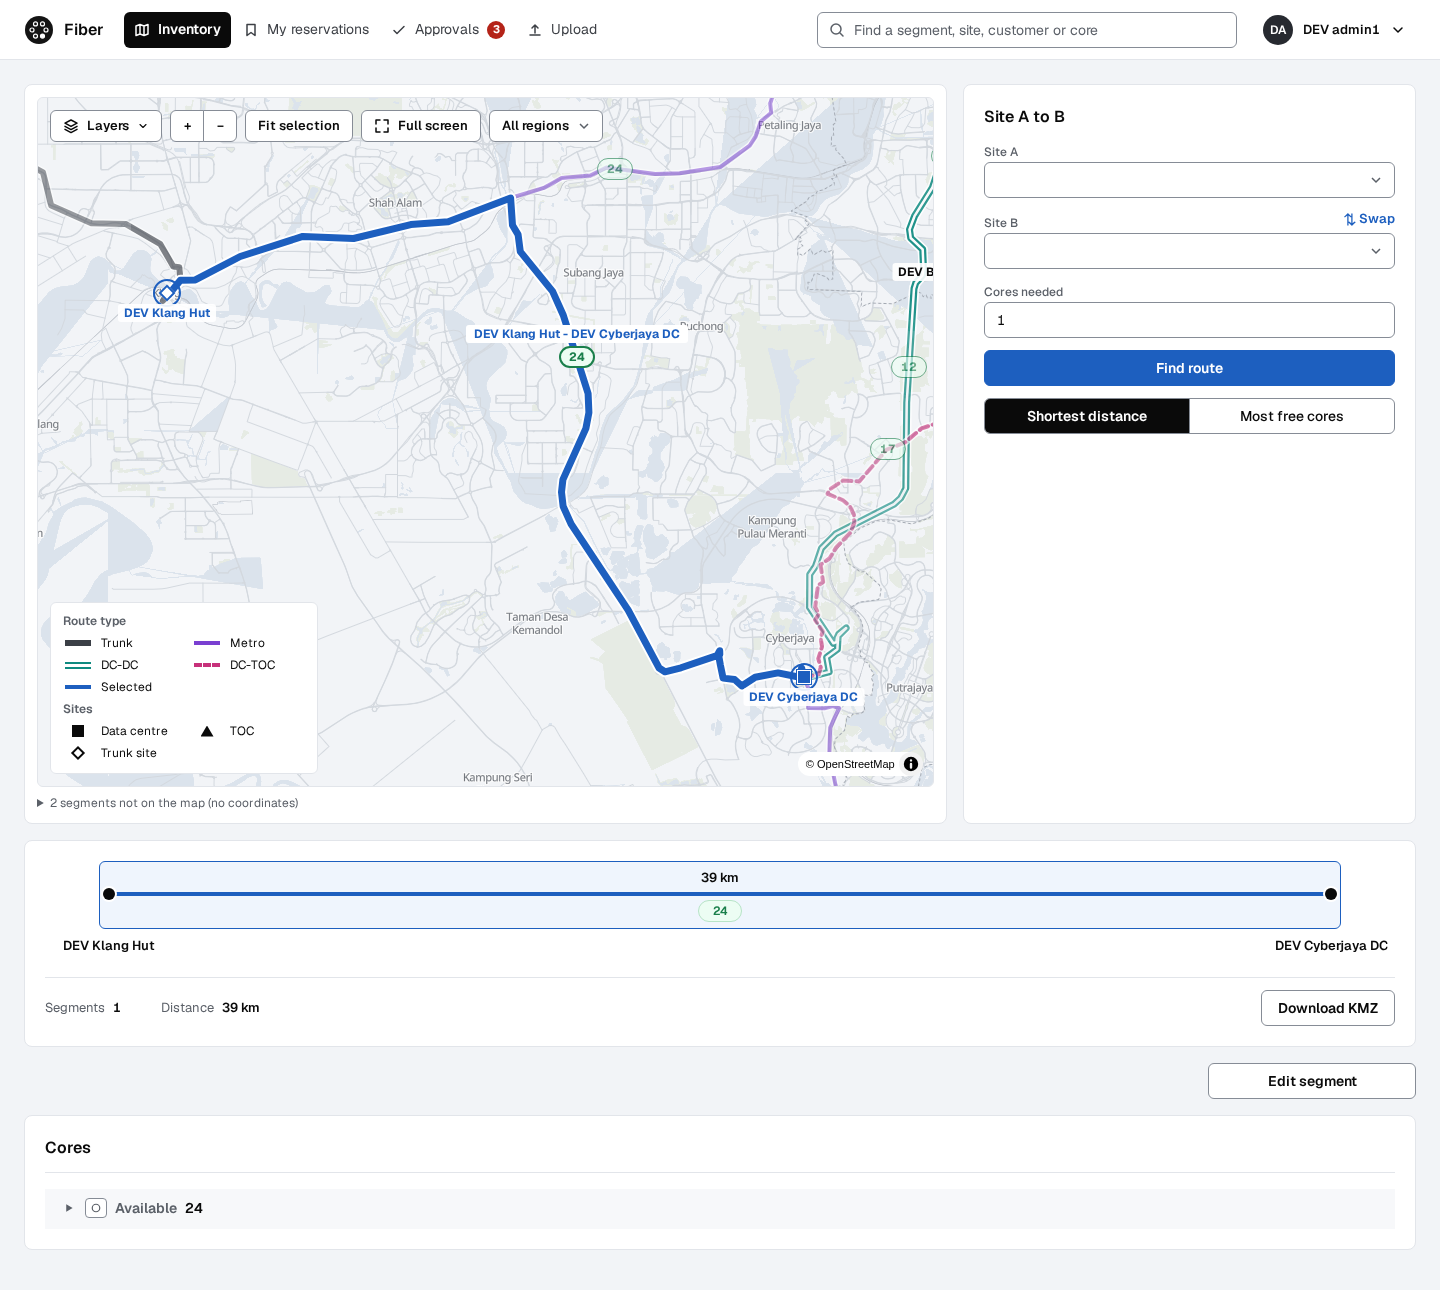 Fiber
Inventory
My reservations
Approvals 3
Upload
Find a segment, site, customer or core
DA
DEV admin1
Layers
+
−
Fit selection
Full screen
All regions
Petaling Jaya
24
Shah Alam
Subang Jaya
DEV B
DEV Klang Hut
DEV Klang Hut - DEV Cyberjaya DC
Puchong
24
12
lang
17
Kampung
Pulau Meranti
n
Taman Desa
Kemandol
Cyberjaya
DEV Cyberjaya DC
Putrajaya
Kampung Seri
Route type
Trunk
Metro
DC-DC
DC-TOC
Selected
Sites
Data centre
TOC
Trunk site
© OpenStreetMap
2 segments not on the map (no coordinates)
Site A to B
Site A
Site B
Swap
Cores needed
1
Find route
Shortest distance
Most free cores
39 km
24
DEV Klang Hut
DEV Cyberjaya DC
Segments 1
Distance 39 km
Download KMZ
Edit segment
Cores
Available 24